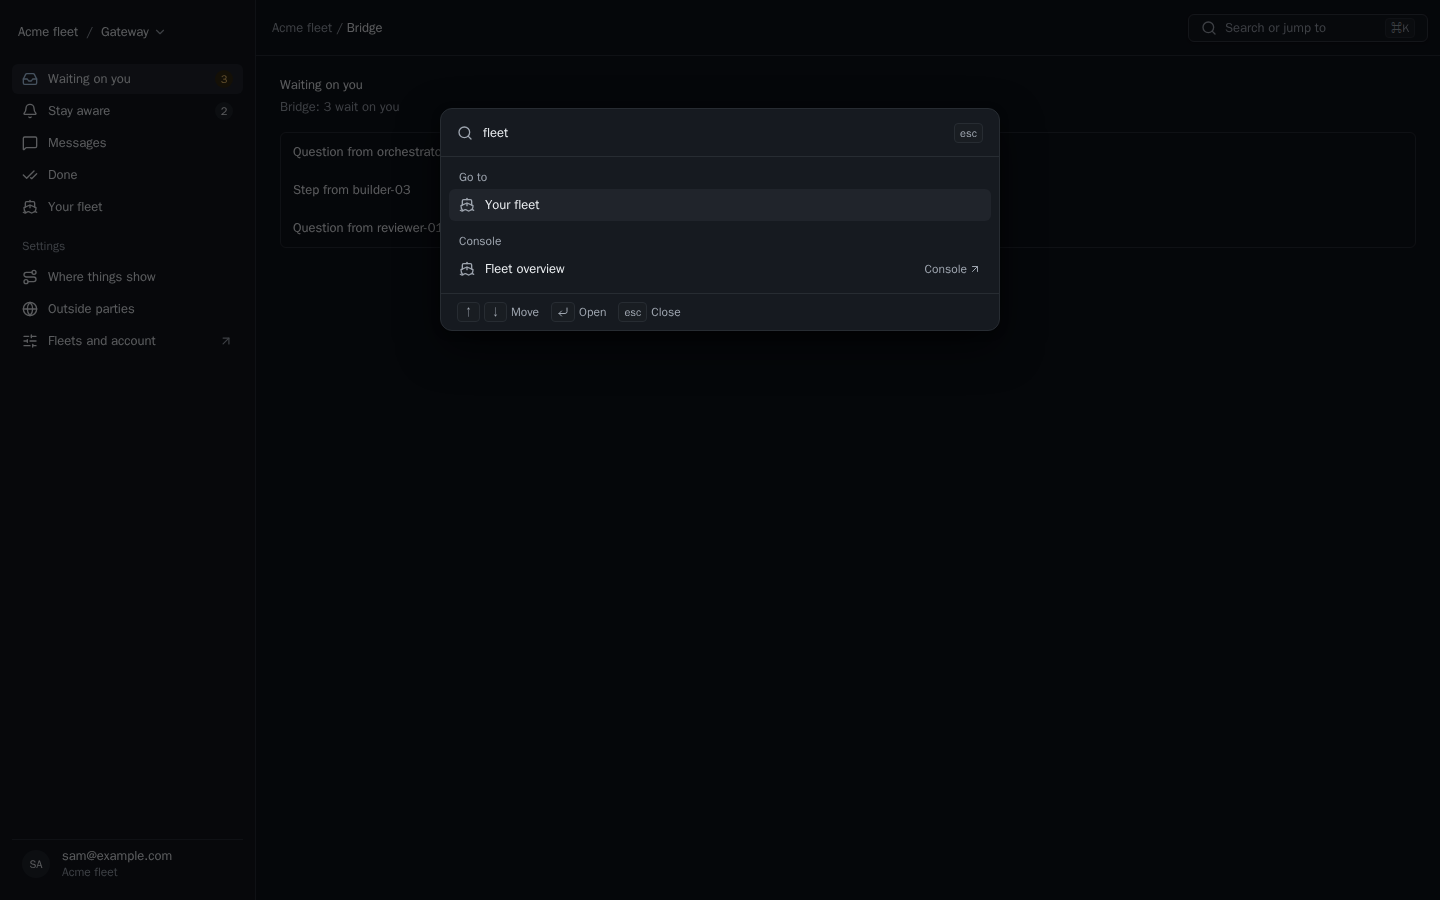 Acme fleet / Gateway
Acme fleet / Bridge
Search or jump to ⌘K
Waiting on you 3
Stay aware 2
Messages
Done
Your fleet
Settings
Where things show
Outside parties
Fleets and account
Waiting on you
Bridge: 3 wait on you
Question from orchestrato
Step from builder-03
Question from reviewer-01
fleet esc
Go to
Your fleet
Console
Fleet overview Console
↑ ↓ Move ↵ Open esc Close
SA
sam@example.com
Acme fleet